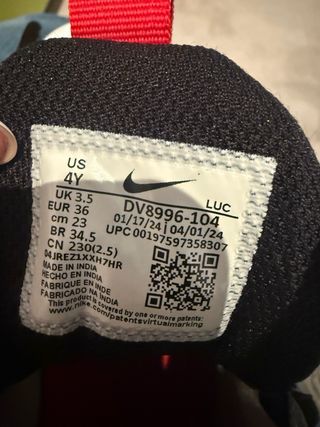 US
4Y
LUC
UK 3.5
EUR 36
cm 23
BR 34.5
CN 230(2.5)
DV8996-104
01/17/24 | 04/01/24
UPC 00197597358307
04JREZ1XXH7HR
MADE IN INDIA
HECHO EN INDIA
FABRIQUE EN INDE
FABRICADO NA INDIA
This product is covered by one or more patents:
www.nike.com/patentsvirtualmarking